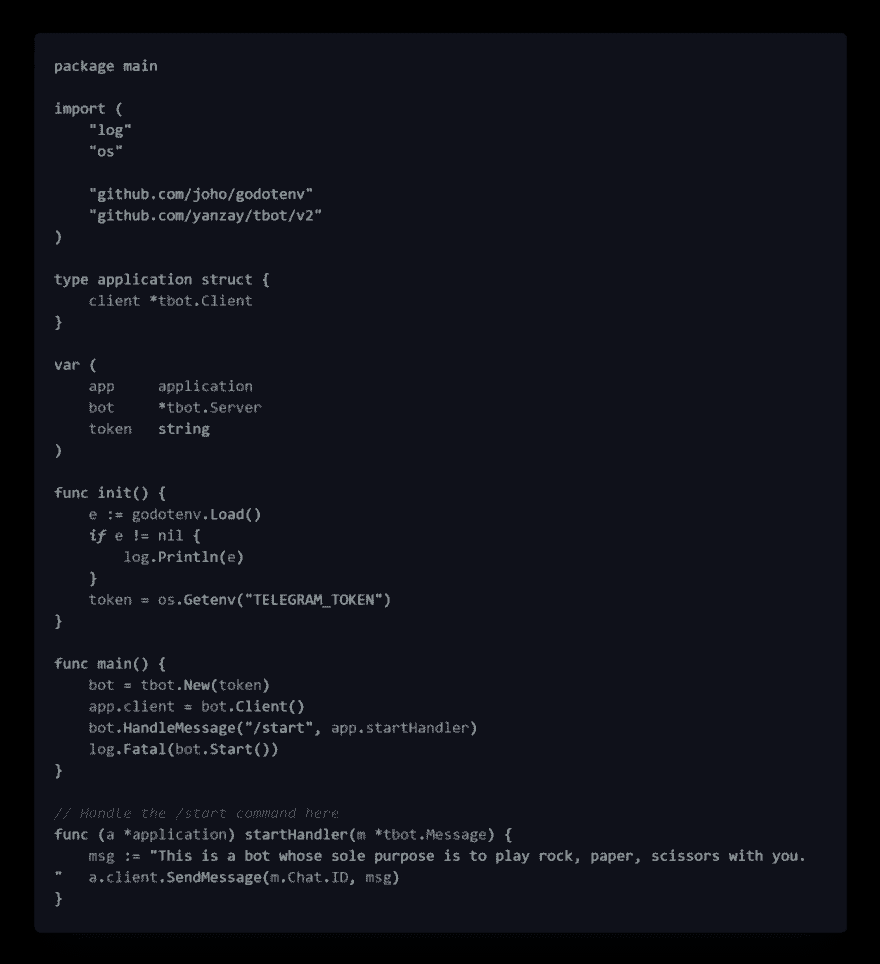 package main

import (
    "log"
    "os"

    "github.com/joho/godotenv"
    "github.com/yanzay/tbot/v2"
)

type application struct {
    client *tbot.Client
}

var (
    app     application
    bot     *tbot.Server
    token   string
)

func init() {
    e := godotenv.Load()
    if e != nil {
        log.Println(e)
    }
    token = os.Getenv("TELEGRAM_TOKEN")
}

func main() {
    bot = tbot.New(token)
    app.client = bot.Client()
    bot.HandleMessage("/start", app.startHandler)
    log.Fatal(bot.Start())
}

// Handle the /start command here
func (a *application) startHandler(m *tbot.Message) {
    msg := "This is a bot whose sole purpose is to play rock, paper, scissors with you.
"   a.client.SendMessage(m.Chat.ID, msg)
}